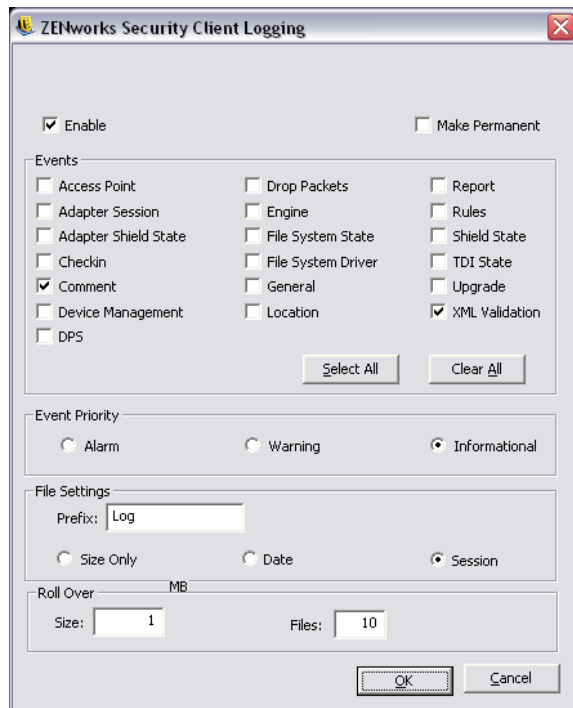 ZENworks Security Client Logging
Enable Make Permanent
Events
Access Point Drop Packets Report
Adapter Session Engine Rules
Adapter Shield State File System State Shield State
Checkin File System Driver TDI State
Comment General Upgrade
Device Management Location XML Validation
DPS
Select All Clear All
Event Priority
Alarm Warning Informational
File Settings
Prefix: Log
Size Only Date Session
Roll Over MB
Size: 1 Files: 10
OK Cancel